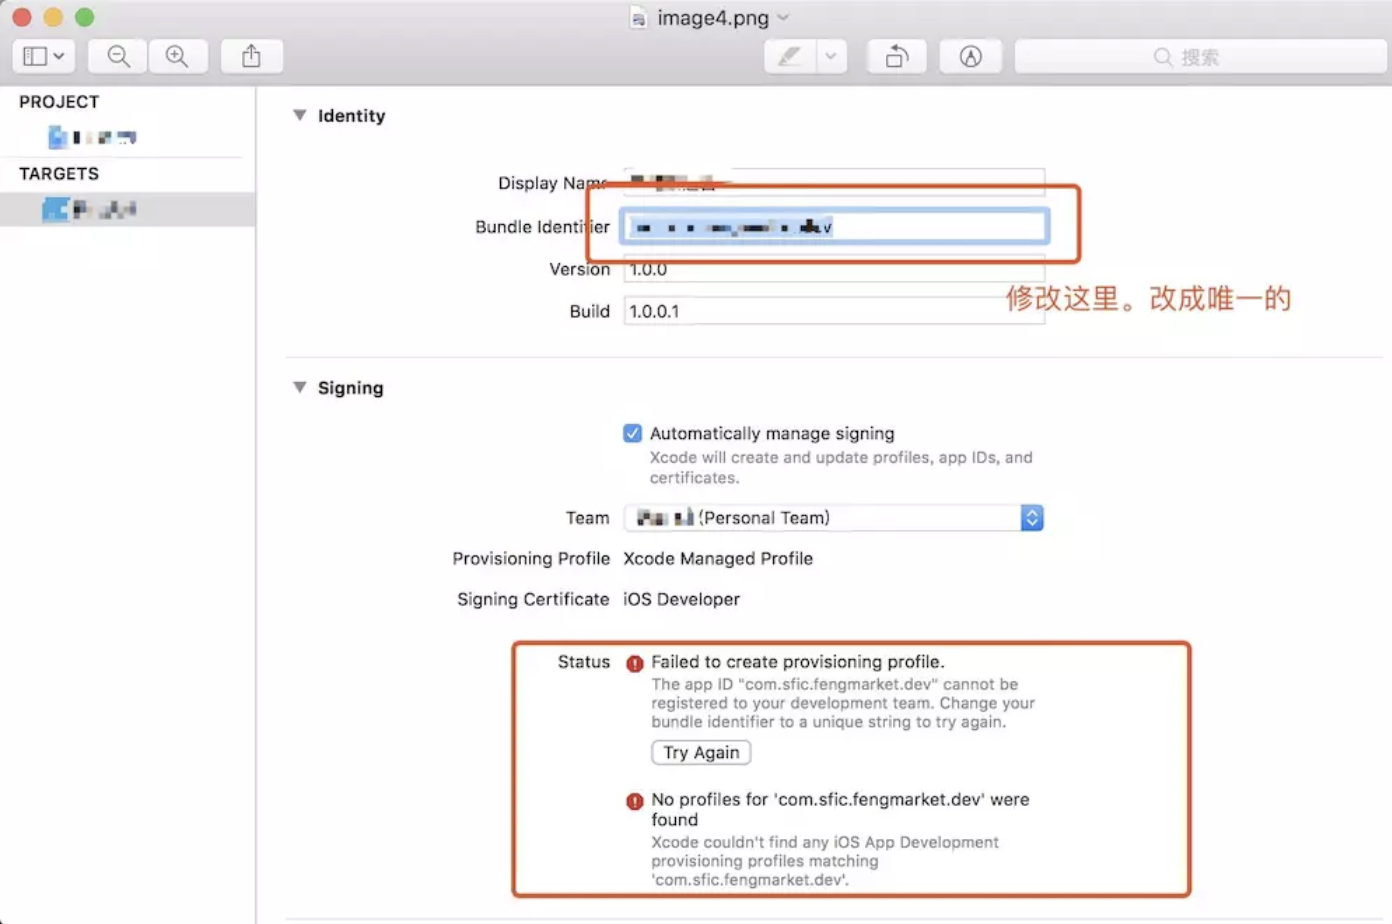 image4.png
搜索
PROJECT
TARGETS
Identity
Display Name
Bundle Identifier
Version 1.0.0
Build 1.0.0.1
修改这里。改成唯一的
Signing
Automatically manage signing
Xcode will create and update profiles, app IDs, and
certificates.
Team (Personal Team)
Provisioning Profile Xcode Managed Profile
Signing Certificate iOS Developer
Status Failed to create provisioning profile.
The app ID "com.sfic.fengmarket.dev" cannot be
registered to your development team. Change your
bundle identifier to a unique string to try again.
Try Again
No profiles for 'com.sfic.fengmarket.dev' were
found
Xcode couldn't find any iOS App Development
provisioning profiles matching
'com.sfic.fengmarket.dev'.